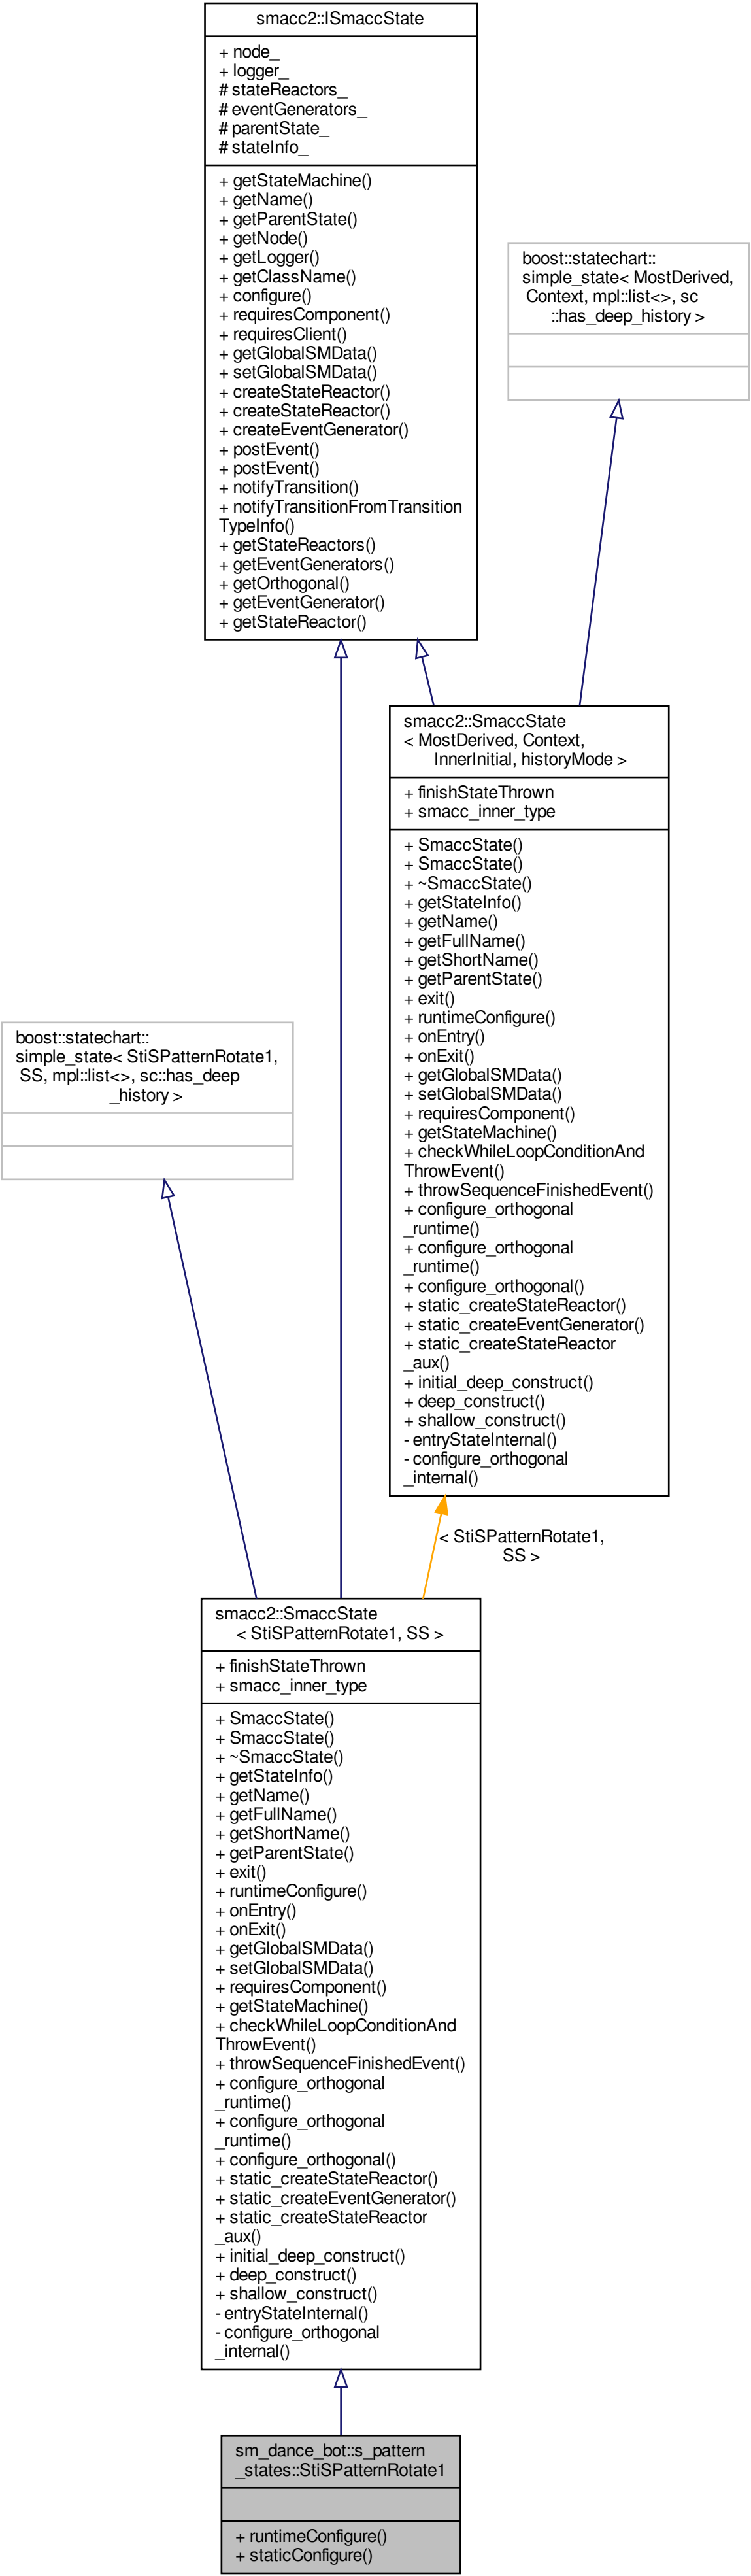 smacc2::ISmaccState
+ node_
+ logger_
# stateReactors_
# eventGenerators_
# parentState_
# stateInfo_
+ getStateMachine()
+ getName()
+ getParentState()
+ getNode()
+ getLogger()
+ getClassName()
+ configure()
+ requiresComponent()
+ requiresClient()
+ getGlobalSMData()
+ setGlobalSMData()
+ createStateReactor()
+ createStateReactor()
+ createEventGenerator()
+ postEvent()
+ postEvent()
+ notifyTransition()
+ notifyTransitionFromTransition
TypeInfo()
+ getStateReactors()
+ getEventGenerators()
+ getOrthogonal()
+ getEventGenerator()
+ getStateReactor()
boost::statechart::
simple_state< MostDerived,
Context, mpl::list<>, sc
::has_deep_history >
smacc2::SmaccState
< MostDerived, Context,
InnerInitial, historyMode >
+ finishStateThrown
+ smacc_inner_type
+ SmaccState()
+ SmaccState()
+ ~SmaccState()
+ getStateInfo()
+ getName()
+ getFullName()
+ getShortName()
+ getParentState()
+ exit()
+ runtimeConfigure()
+ onEntry()
+ onExit()
+ getGlobalSMData()
+ setGlobalSMData()
+ requiresComponent()
+ getStateMachine()
+ checkWhileLoopConditionAnd
ThrowEvent()
+ throwSequenceFinishedEvent()
+ configure_orthogonal
_runtime()
+ configure_orthogonal
_runtime()
+ configure_orthogonal()
+ static_createStateReactor()
+ static_createEventGenerator()
+ static_createStateReactor
_aux()
+ initial_deep_construct()
+ deep_construct()
+ shallow_construct()
- entryStateInternal()
- configure_orthogonal
_internal()
boost::statechart::
simple_state< StiSPatternRotate1,
SS, mpl::list<>, sc::has_deep
_history >
< StiSPatternRotate1,
SS >
smacc2::SmaccState
< StiSPatternRotate1, SS >
+ finishStateThrown
+ smacc_inner_type
+ SmaccState()
+ SmaccState()
+ ~SmaccState()
+ getStateInfo()
+ getName()
+ getFullName()
+ getShortName()
+ getParentState()
+ exit()
+ runtimeConfigure()
+ onEntry()
+ onExit()
+ getGlobalSMData()
+ setGlobalSMData()
+ requiresComponent()
+ getStateMachine()
+ checkWhileLoopConditionAnd
ThrowEvent()
+ throwSequenceFinishedEvent()
+ configure_orthogonal
_runtime()
+ configure_orthogonal
_runtime()
+ configure_orthogonal()
+ static_createStateReactor()
+ static_createEventGenerator()
+ static_createStateReactor
_aux()
+ initial_deep_construct()
+ deep_construct()
+ shallow_construct()
- entryStateInternal()
- configure_orthogonal
_internal()
sm_dance_bot::s_pattern
_states::StiSPatternRotate1
+ runtimeConfigure()
+ staticConfigure()